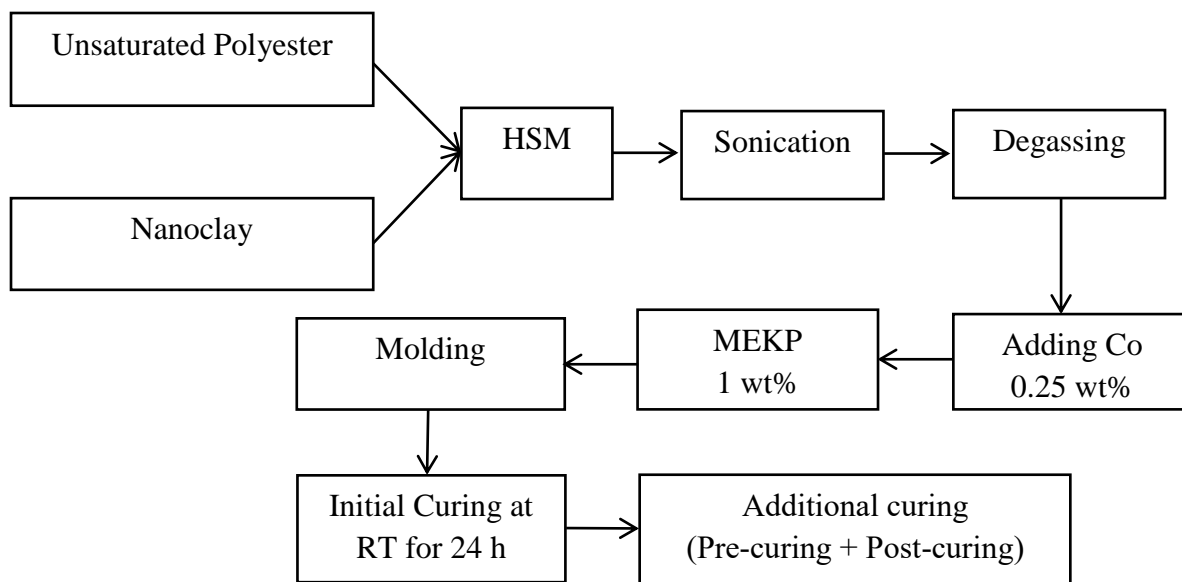 Unsaturated Polyester
Nanoclay
HSM
Sonication
Degassing
Adding Co
0.25 wt%
MEKP
1 wt%
Molding
Initial Curing at
RT for 24 h
Additional curing
(Pre-curing + Post-curing)